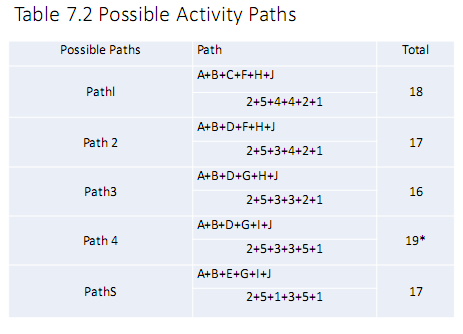 Table 7.2 Possible Activity Paths
Possible Paths Path Total
PathI A+B+C+F+H+J 18
2+5+4+4+2+1
Path 2 A+B+D+F+H+J 17
2+5+3+4+2+1
Path3 A+B+D+G+H+J 16
2+5+3+3+2+1
Path 4 A+B+D+G+I+J 19*
2+5+3+3+5+1
PathS A+B+E+G+I+J 17
2+5+1+3+5+1